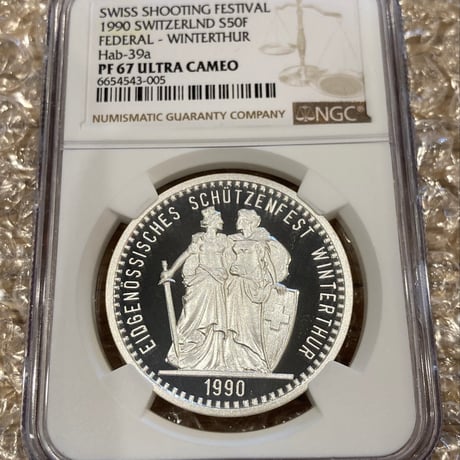 SWISS SHOOTING FESTIVAL
1990 SWITZERLND S50F
FEDERAL - WINTERTHUR
Hab-39a
PF 67 ULTRA CAMEO
6654543-005
NUMISMATIC GUARANTY COMPANY
NGC
EIDGENÖSSISCHES SCHÜTZENFEST WINTERTHUR
1990